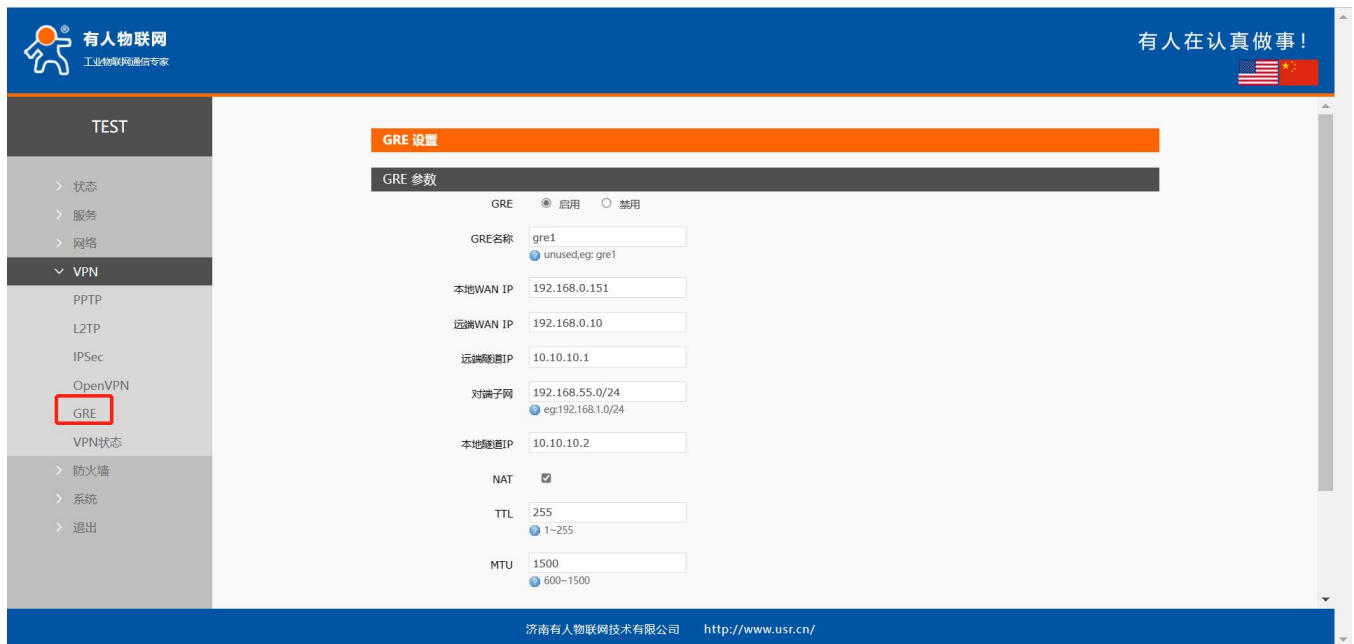 有人物联网
工业物联网通信专家
有人在认真做事!
TEST
状态
服务
网络
VPN
PPTP
L2TP
IPSec
OpenVPN
GRE
VPN状态
防火墙
系统
退出
GRE 设置
GRE 参数
GRE 启用 禁用
GRE名称 gre1
unused,eg: gre1
本地WAN IP 192.168.0.151
远端WAN IP 192.168.0.10
远端隧道IP 10.10.10.1
对端子网 192.168.55.0/24
eg:192.168.1.0/24
本地隧道IP 10.10.10.2
NAT
TTL 255
1~255
MTU 1500
600~1500
济南有人物联网技术有限公司 http://www.usr.cn/